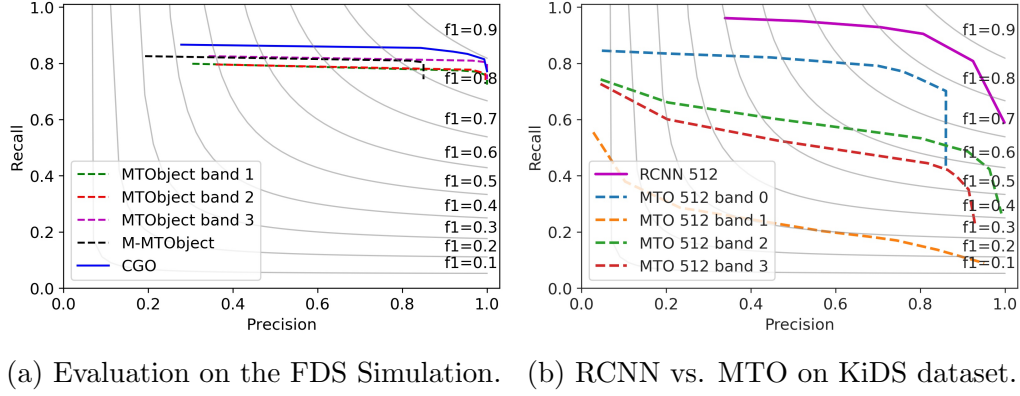 1.0
0.8
0.6
0.4
0.2
0.0
Recall
f1=0.9
f1=0.8
f1=0.7
f1=0.6
f1=0.5
f1=0.4
f1=0.3
f1=0.2
f1=0.1
MTObject band 1
MTObject band 2
MTObject band 3
M-MTObject
CGO
0.0 0.2 0.4 0.6 0.8 1.0
Precision
(a) Evaluation on the FDS Simulation.
1.0
0.8
0.6
0.4
0.2
0.0
Recall
f1=0.9
f1=0.8
f1=0.7
f1=0.6
f1=0.5
f1=0.4
f1=0.3
f1=0.2
f1=0.1
RCNN 512
MTO 512 band 0
MTO 512 band 1
MTO 512 band 2
MTO 512 band 3
0.0 0.2 0.4 0.6 0.8 1.0
Precision
(b) RCNN vs. MTO on KiDS dataset.